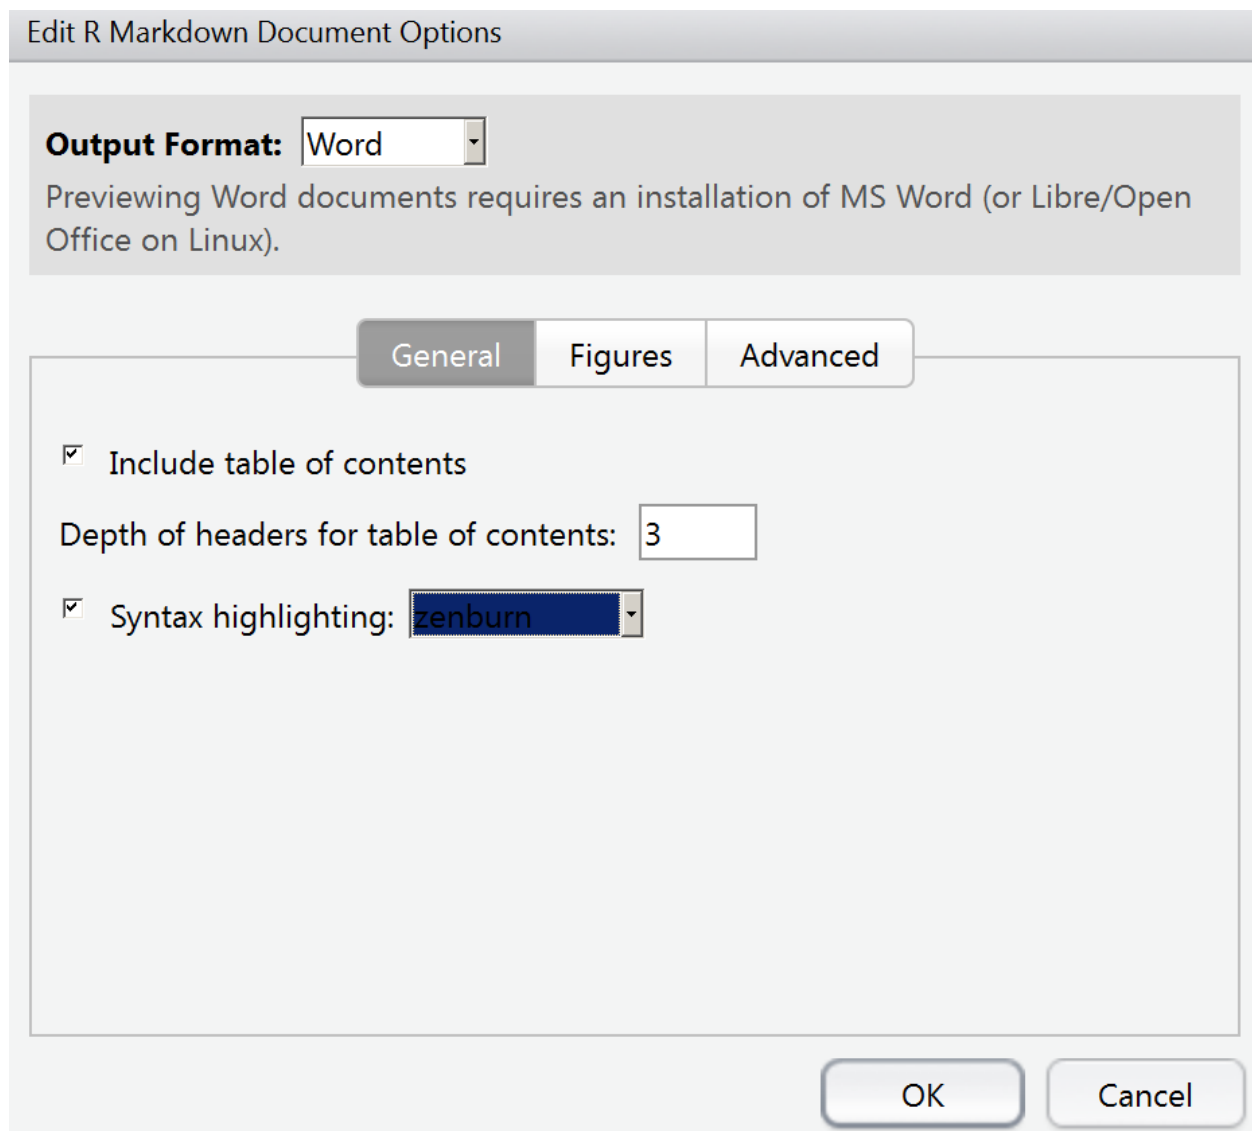 Edit R Markdown Document Options
Output Format: Word
Previewing Word documents requires an installation of MS Word (or Libre/Open
Office on Linux).
General Figures Advanced
Include table of contents
Depth of headers for table of contents: 3
Syntax highlighting: zenburn
OK Cancel